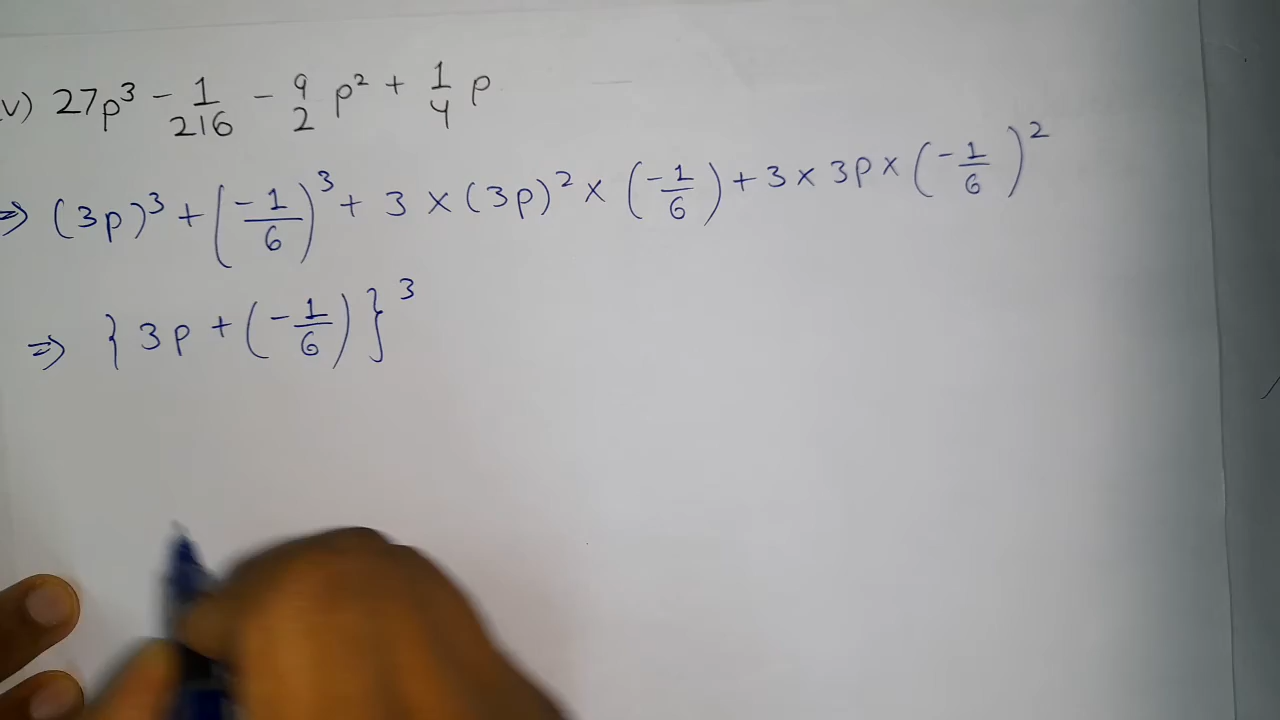 v) 27p³ - 1/216 - 9/2 p² + 1/4 p
⇒ (3p)³ + (-1/6)³ + 3 × (3p)² × (-1/6) + 3 × 3p × (-1/6)²
⇒ {3p + (-1/6)}³